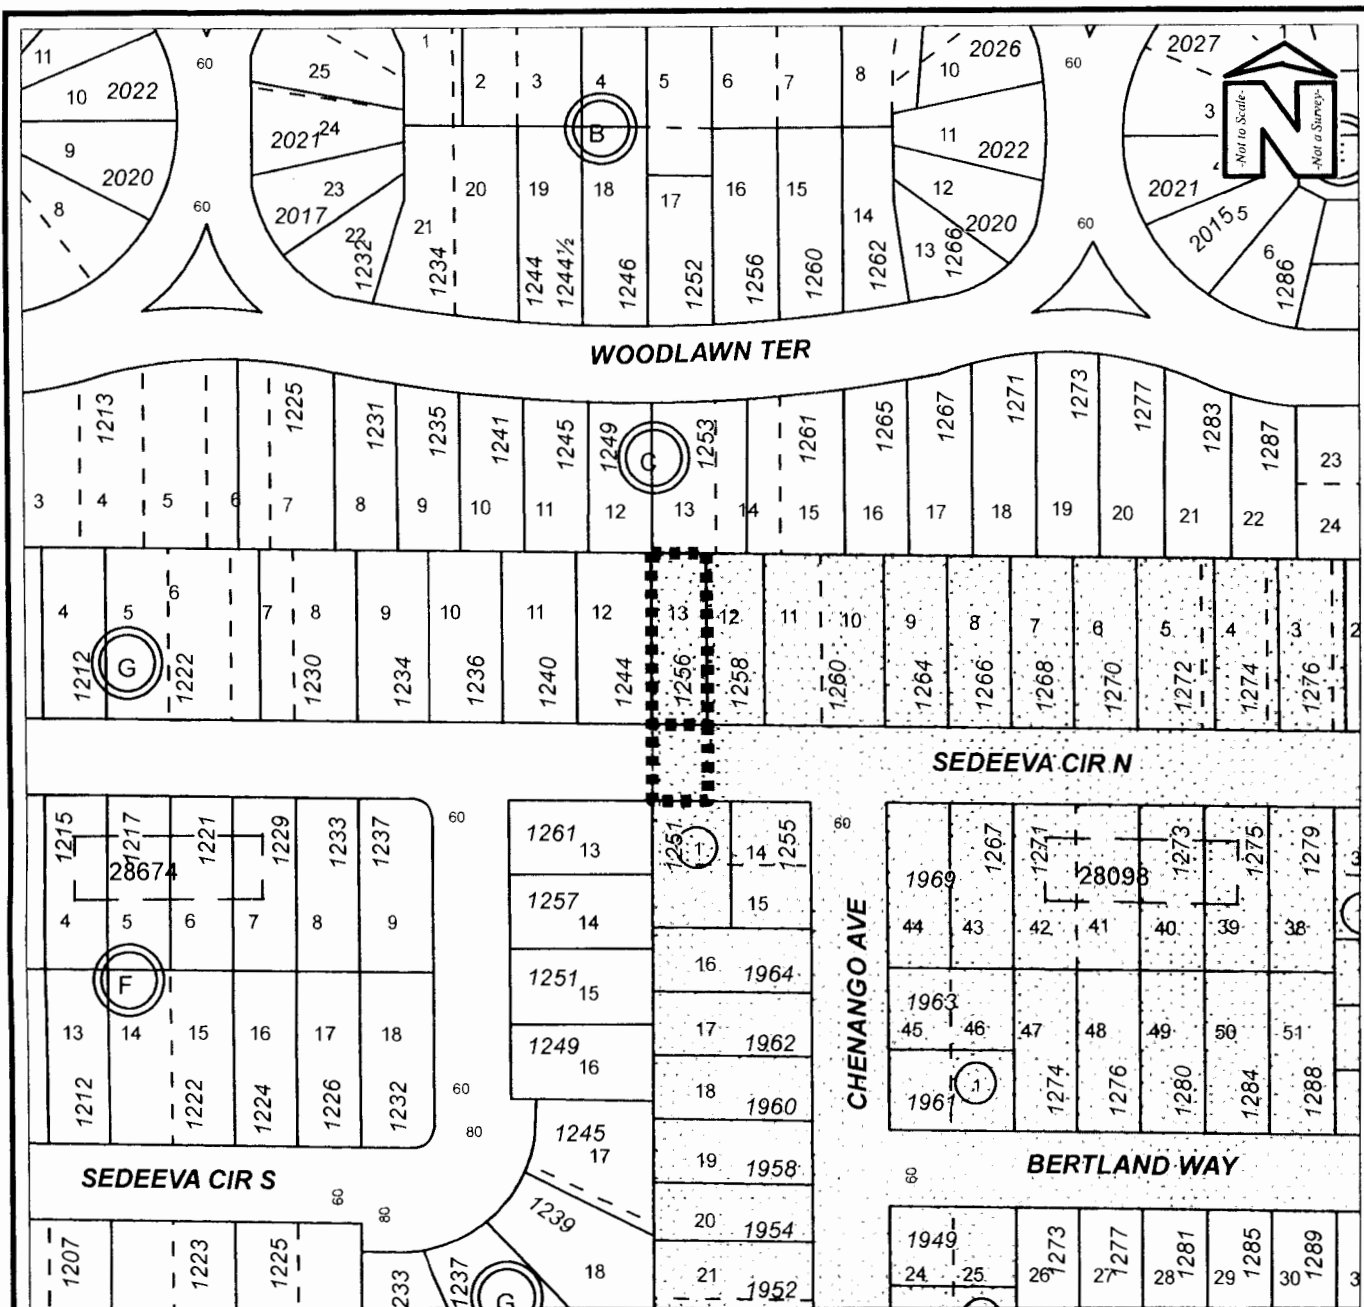 11 60 25 1 2 3 4 5 6 7 8 2026 10 60 2027
10 2022 2021 24 B 11 2022 3 -Not to Scale- -Not a Survey-
9 2020 23 20 19 18 17 16 15 12 2021
8 60 2017 22 21 14 13 2020 60 2015 5 6
1232 1234 1244 1244½ 1246 1252 1256 1260 1262 1266 1286
WOODLAWN TER
1213 1225 1231 1235 1241 1245 1249 C 1253 1261 1265 1267 1271 1273 1277 1283 1287 23
3 4 5 6 7 8 9 10 11 12 13 14 15 16 17 18 19 20 21 22 24
4 5 6 7 8 9 10 11 12 13 12 11 10 9 8 7 6 5 4 3 2
1212 G 1222 1230 1234 1236 1240 1244 1256 1258 1260 1264 1266 1268 1270 1272 1274 1276
SEDEEVA CIR N
1215 1217 1221 1229 1233 1237 60 1261 13 1251 1 14 1255 60 1267 1271 1273 1275 1279
28674 1969 28098
4 5 6 7 8 9 1257 14 15 44 43 42 41 40 39 38
F 1251 15 16 1964 CHENANGO AVE 1963
13 14 15 16 17 18 1249 16 17 1962 45 46 47 48 49 50 51
1212 1222 1224 1226 1232 60 18 1960 1961 1 1274 1276 1280 1284 1288
80 1245 17 19 1958 60 BERTLAND WAY
SEDEEVA CIR S 60 80 1239 20 1954
1207 1223 1225 1233 1237 G 18 21 1952 1949 24 25 26 1273 27 1277 28 1281 29 1285 30 1289